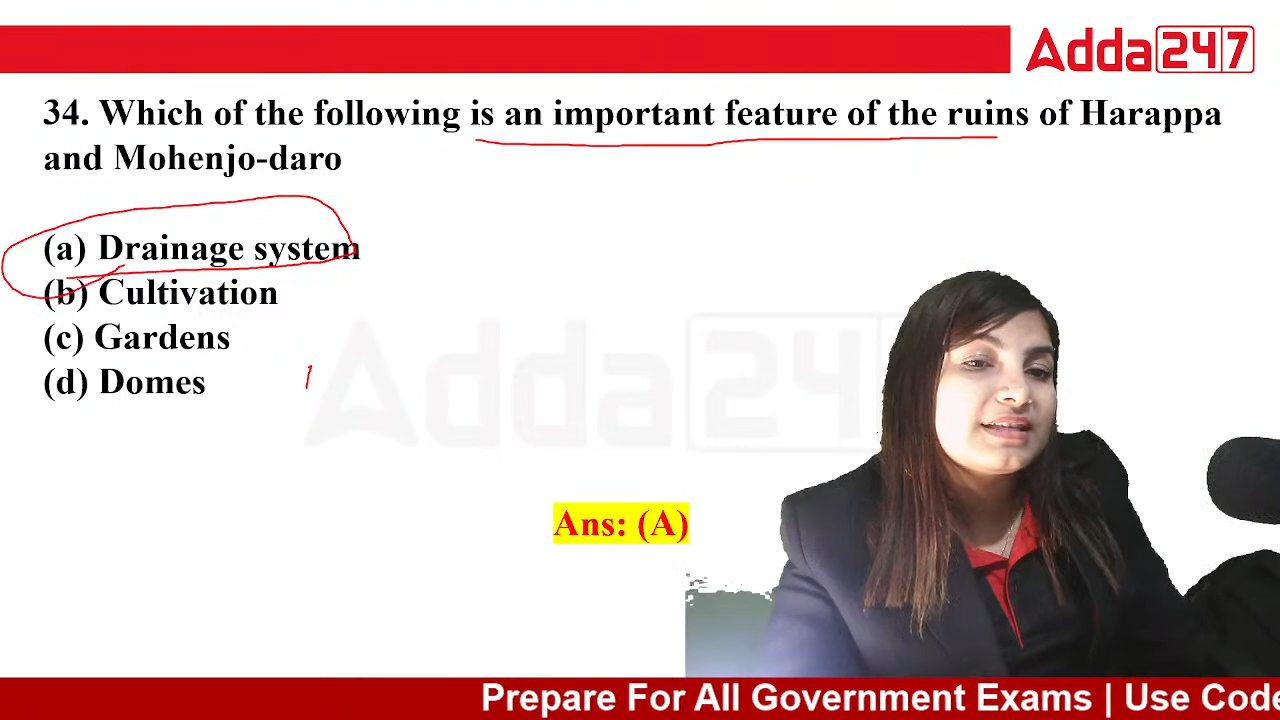 Adda247
34. Which of the following is an important feature of the ruins of Harappa
and Mohenjo-daro
(a) Drainage system
(b) Cultivation
(c) Gardens
(d) Domes
Adda247
Ans: (A)
Prepare For All Government Exams | Use Code